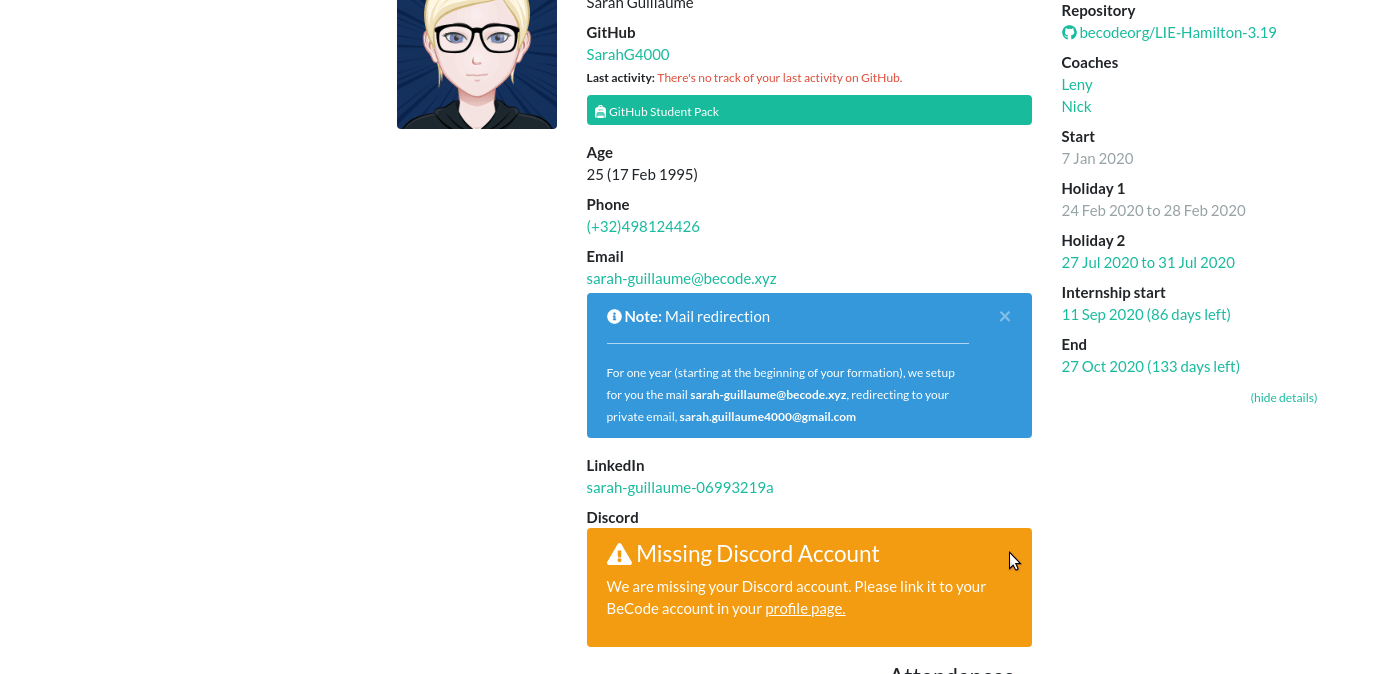 Sarah Guillaume
GitHub
SarahG4000
Last activity: There's no track of your last activity on GitHub.
GitHub Student Pack
Age
25 (17 Feb 1995)
Phone
(+32)498124426
Email
sarah-guillaume@becode.xyz
Note: Mail redirection
×
For one year (starting at the beginning of your formation), we setup
for you the mail sarah-guillaume@becode.xyz, redirecting to your
private email, sarah.guillaume4000@gmail.com
LinkedIn
sarah-guillaume-06993219a
Discord
Missing Discord Account
We are missing your Discord account. Please link it to your
BeCode account in your profile page.
Attendences
Repository
becodeorg/LIE-Hamilton-3.19
Coaches
Leny
Nick
Start
7 Jan 2020
Holiday 1
24 Feb 2020 to 28 Feb 2020
Holiday 2
27 Jul 2020 to 31 Jul 2020
Internship start
11 Sep 2020 (86 days left)
End
27 Oct 2020 (133 days left)
(hide details)